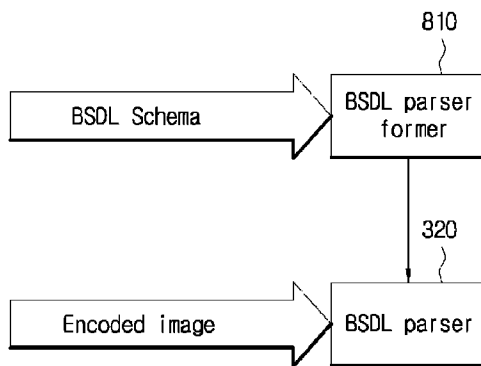 810
BSDL Schema
BSDL parser
former
320
Encoded image
BSDL parser